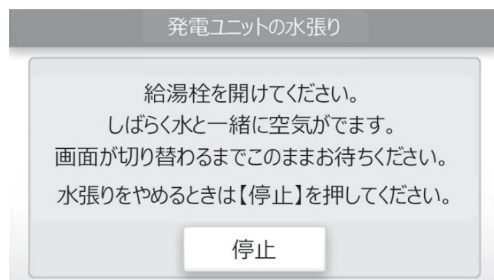 発電ユニットの水張り
給湯栓を開けてください。
しばらく水と一緒に空気がでます。
画面が切り替わるまでこのままお待ちください。
水張りをやめるときは【停止】を押してください。
停止